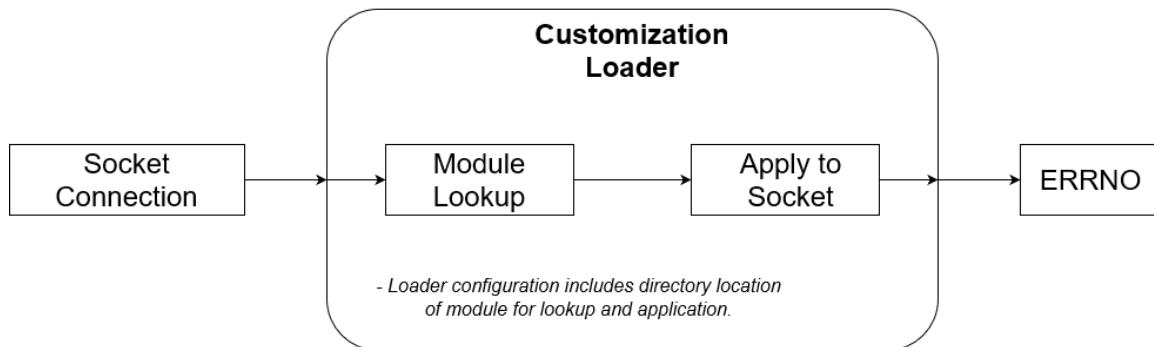 Customization
Loader
Socket
Connection
Module
Lookup
Apply to
Socket
ERRNO
- Loader configuration includes directory location
of module for lookup and application.